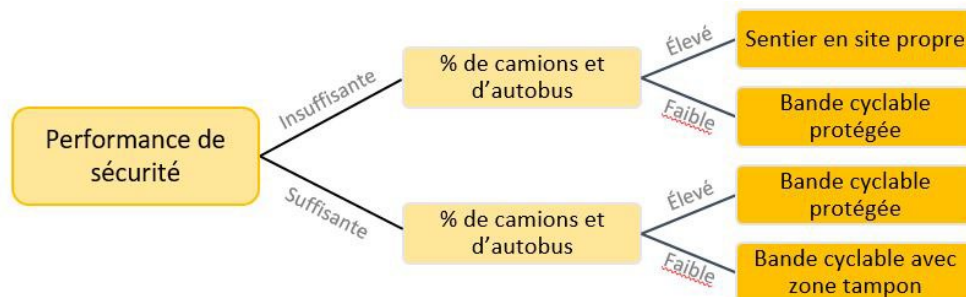 Performance de
sécurité
Insuffisante
Suffisante
% de camions et
d'autobus
Élevé
Faible
Sentier en site propre
Bande cyclable
protégée
% de camions et
d'autobus
Élevé
Faible
Bande cyclable
protégée
Bande cyclable avec
zone tampon